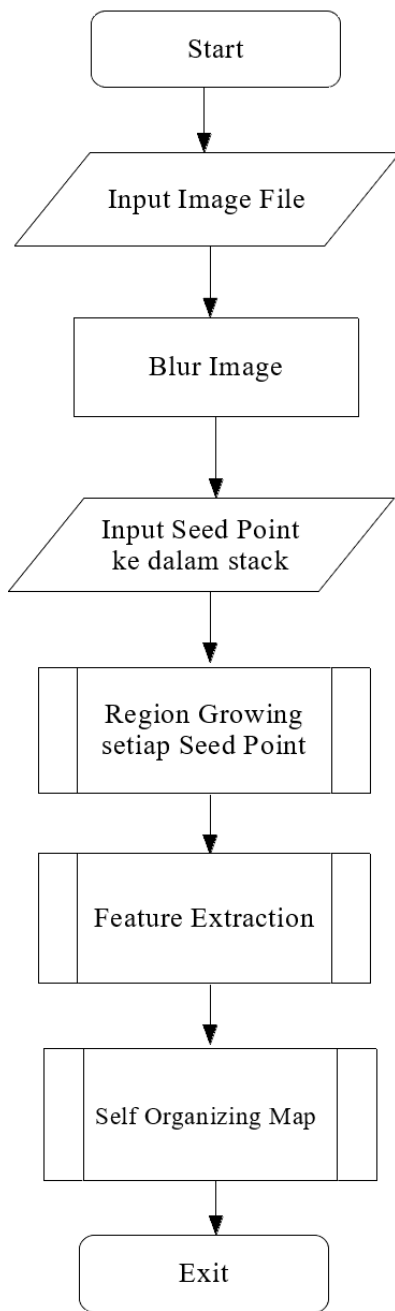 Start
Input Image File
Blur Image
Input Seed Point
ke dalam stack
Region Growing
setiap Seed Point
Feature Extraction
Self Organizing Map
Exit